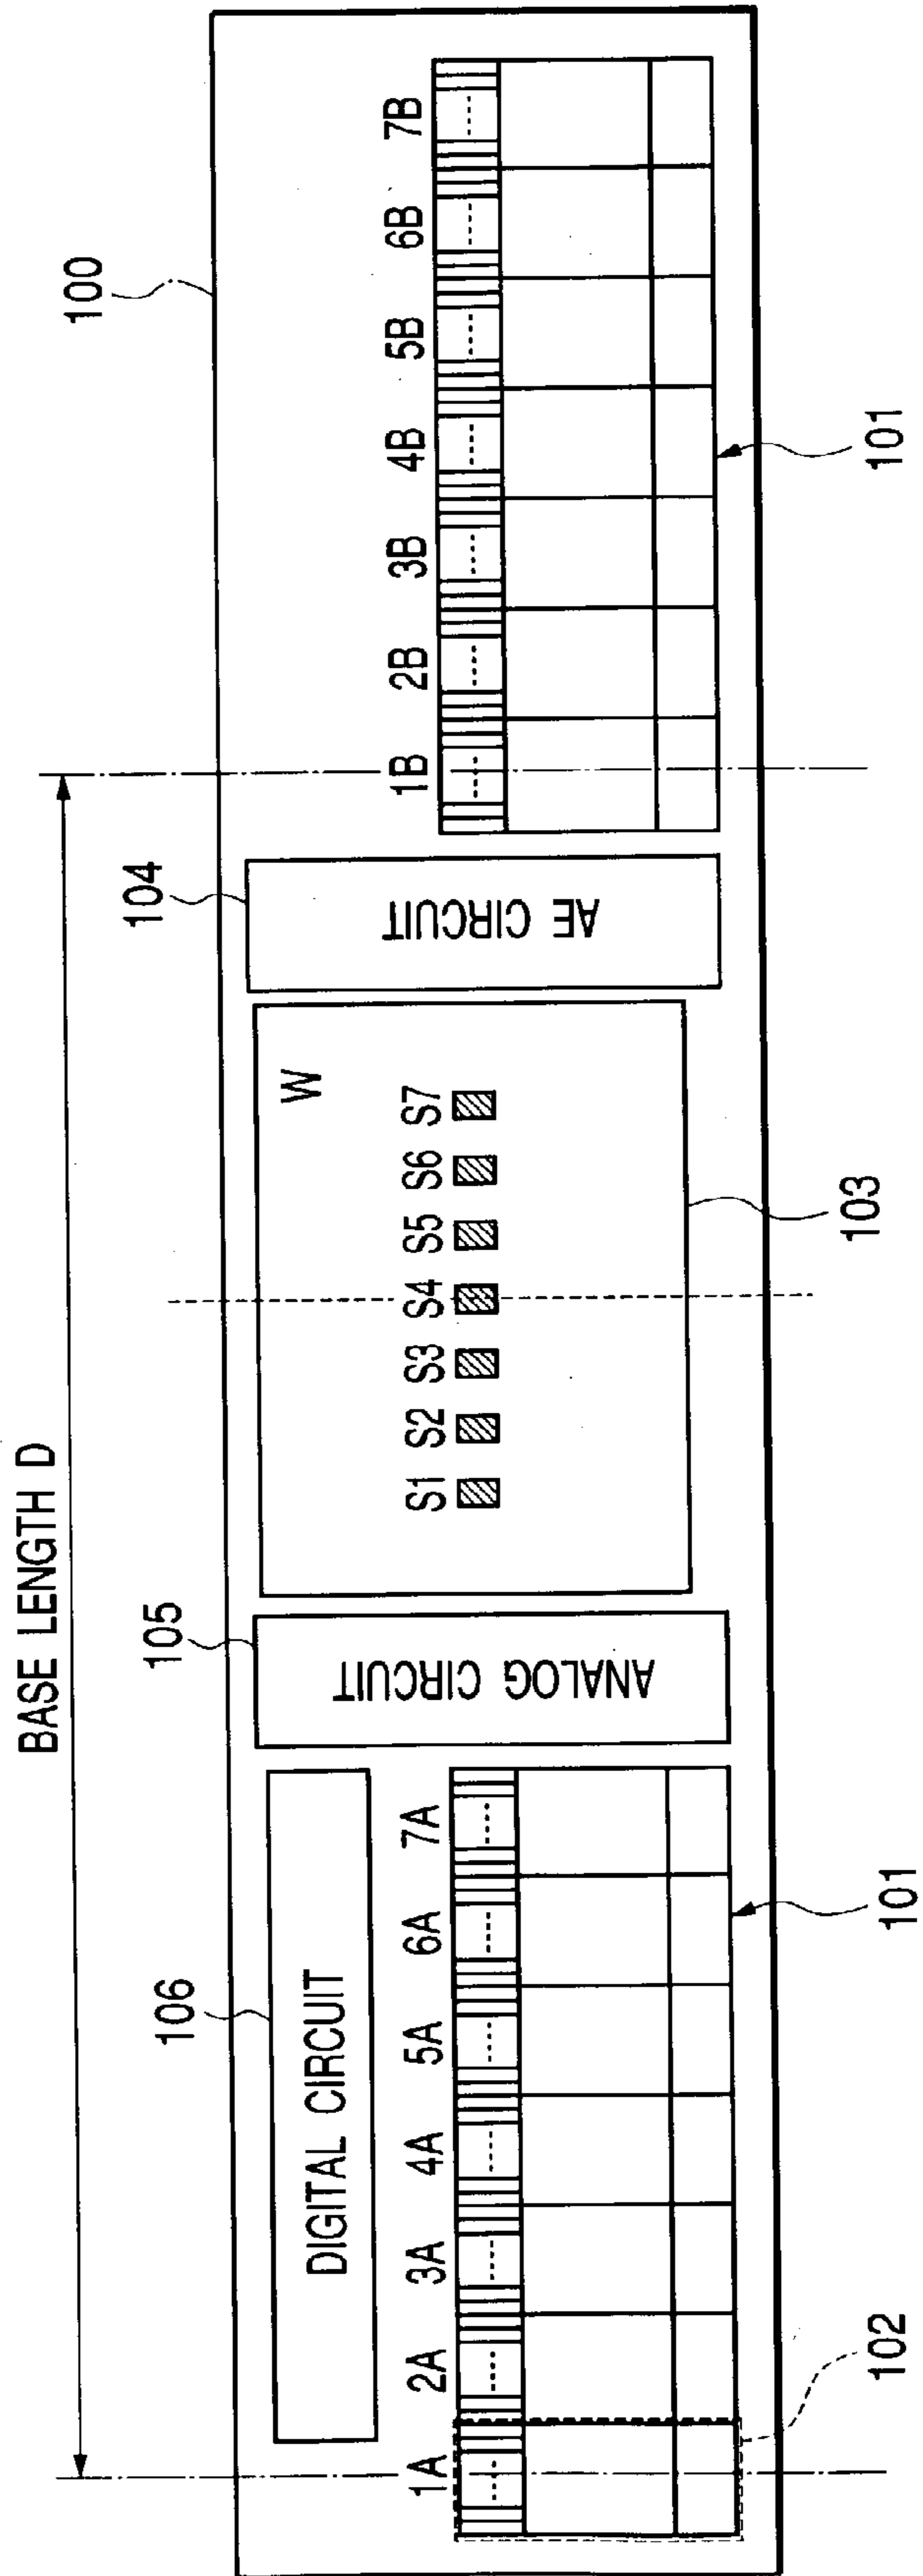 BASE LENGTH D
100
106
105
104
DIGITAL CIRCUIT
ANALOG CIRCUIT
AE CIRCUIT
W
1A 2A 3A 4A 5A 6A 7A
S1 S2 S3 S4 S5 S6 S7
1B 2B 3B 4B 5B 6B 7B
102
101
103
101